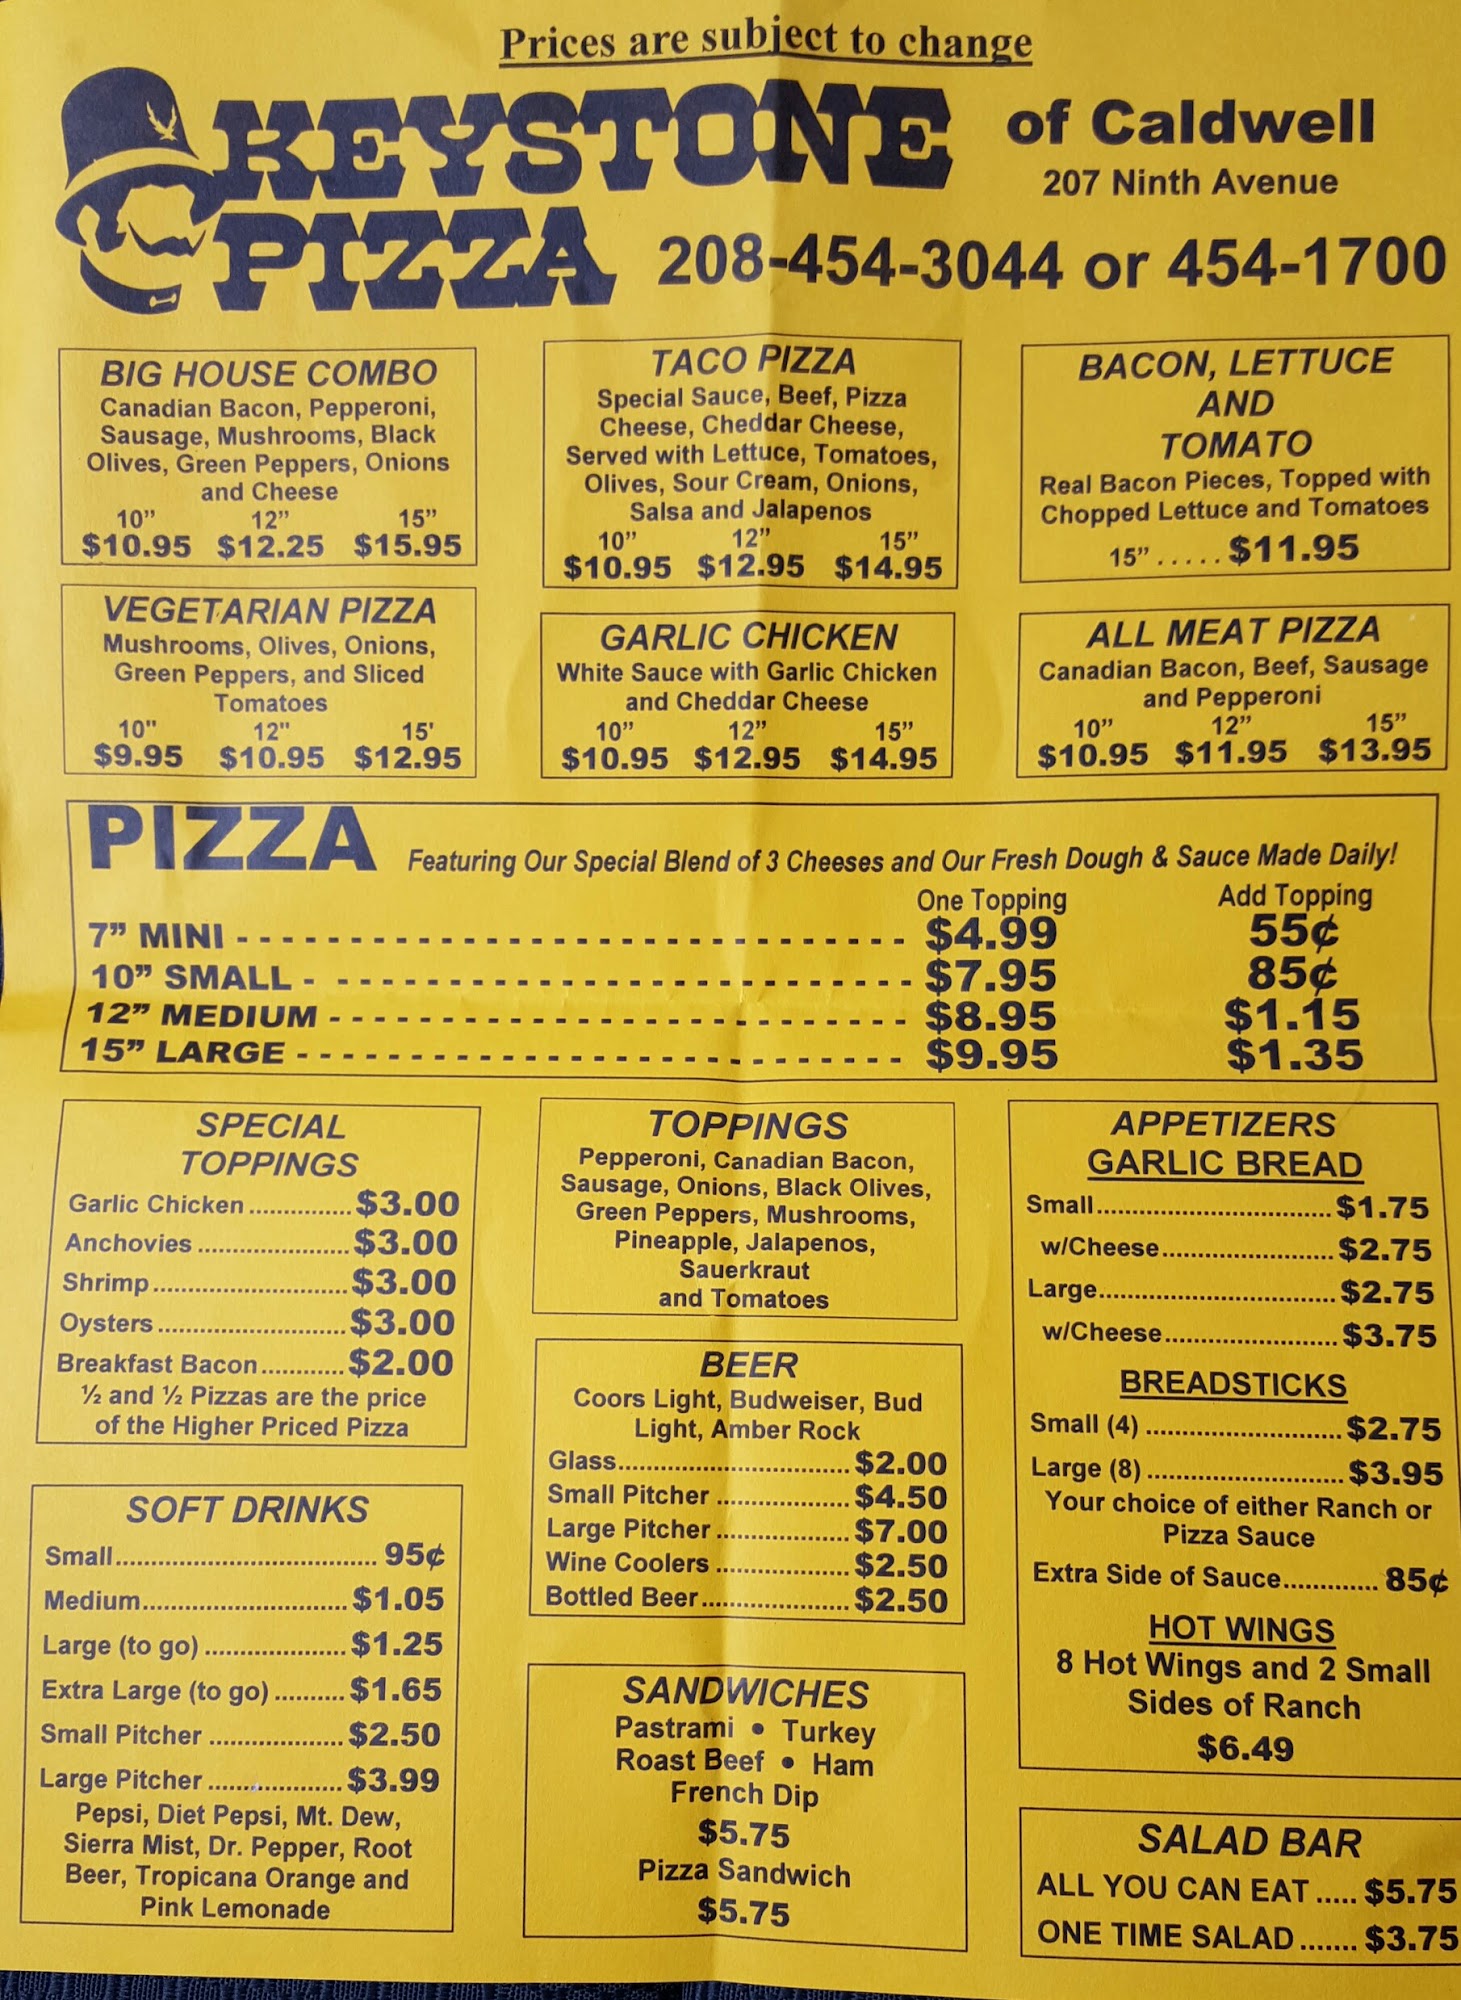 Prices are subject to change
KEYSTONE
PIZZA
of Caldwell
207 Ninth Avenue
208-454-3044 or 454-1700
BIG HOUSE COMBO
Canadian Bacon, Pepperoni,
Sausage, Mushrooms, Black
Olives, Green Peppers, Onions
and Cheese
10” 12” 15”
$10.95 $12.25 $15.95
TACO PIZZA
Special Sauce, Beef, Pizza
Cheese, Cheddar Cheese,
Served with Lettuce, Tomatoes,
Olives, Sour Cream, Onions,
Salsa and Jalapenos
10” 12” 15”
$10.95 $12.95 $14.95
BACON, LETTUCE
AND
TOMATO
Real Bacon Pieces, Topped with
Chopped Lettuce and Tomatoes
15” ..... $11.95
VEGETARIAN PIZZA
Mushrooms, Olives, Onions,
Green Peppers, and Sliced
Tomatoes
10" 12" 15'
$9.95 $10.95 $12.95
GARLIC CHICKEN
White Sauce with Garlic Chicken
and Cheddar Cheese
10” 12” 15”
$10.95 $12.95 $14.95
ALL MEAT PIZZA
Canadian Bacon, Beef, Sausage
and Pepperoni
10” 12” 15”
$10.95 $11.95 $13.95
PIZZA Featuring Our Special Blend of 3 Cheeses and Our Fresh Dough & Sauce Made Daily!
One Topping Add Topping
7” MINI $4.99 55¢
10” SMALL $7.95 85¢
12” MEDIUM $8.95 $1.15
15” LARGE $9.95 $1.35
SPECIAL
TOPPINGS
Garlic Chicken $3.00
Anchovies $3.00
Shrimp $3.00
Oysters $3.00
Breakfast Bacon $2.00
½ and ½ Pizzas are the price
of the Higher Priced Pizza
TOPPINGS
Pepperoni, Canadian Bacon,
Sausage, Onions, Black Olives,
Green Peppers, Mushrooms,
Pineapple, Jalapenos,
Sauerkraut
and Tomatoes
APPETIZERS
GARLIC BREAD
Small $1.75
w/Cheese $2.75
Large $2.75
w/Cheese $3.75
BREADSTICKS
Small (4) $2.75
Large (8) $3.95
Your choice of either Ranch or
Pizza Sauce
Extra Side of Sauce 85¢
HOT WINGS
8 Hot Wings and 2 Small
Sides of Ranch
$6.49
BEER
Coors Light, Budweiser, Bud
Light, Amber Rock
Glass $2.00
Small Pitcher $4.50
Large Pitcher $7.00
Wine Coolers $2.50
Bottled Beer $2.50
SOFT DRINKS
Small 95¢
Medium $1.05
Large (to go) $1.25
Extra Large (to go) $1.65
Small Pitcher $2.50
Large Pitcher $3.99
Pepsi, Diet Pepsi, Mt. Dew,
Sierra Mist, Dr. Pepper, Root
Beer, Tropicana Orange and
Pink Lemonade
SANDWICHES
Pastrami • Turkey
Roast Beef • Ham
French Dip
$5.75
Pizza Sandwich
$5.75
SALAD BAR
ALL YOU CAN EAT ..... $5.75
ONE TIME SALAD ....... $3.75